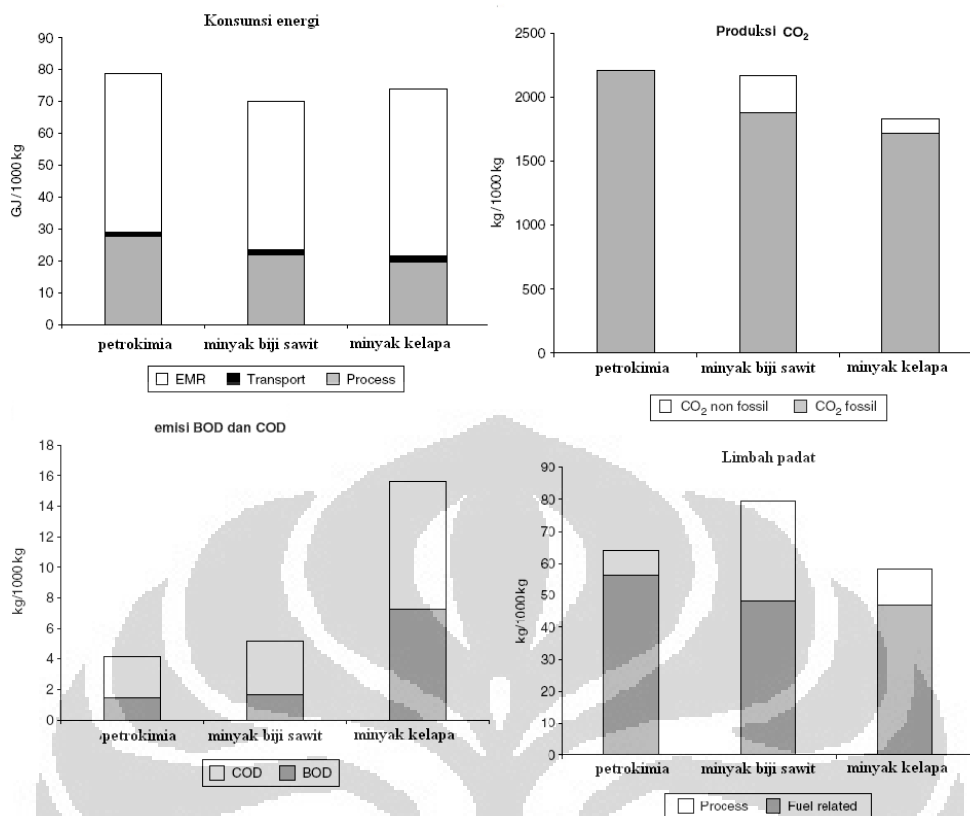 Konsumsi energi
90
80
70
60
50
40
30
20
10
0
GJ/1000 kg
petrokimia minyak biji sawit minyak kelapa
EMR Transport Process
Produksi CO₂
2500
2000
1500
1000
500
0
kg/1000 kg
petrokimia minyak biji sawit minyak kelapa
CO₂ non fossil CO₂ fossil
emisi BOD dan COD
18
16
14
12
10
8
6
4
2
0
kg/1000 kg
petrokimia minyak biji sawit minyak kelapa
COD BOD
Limbah padat
90
80
70
60
50
40
30
20
10
0
kg/1000kg
petrokimia minyak biji sawit minyak kelapa
Process Fuel related